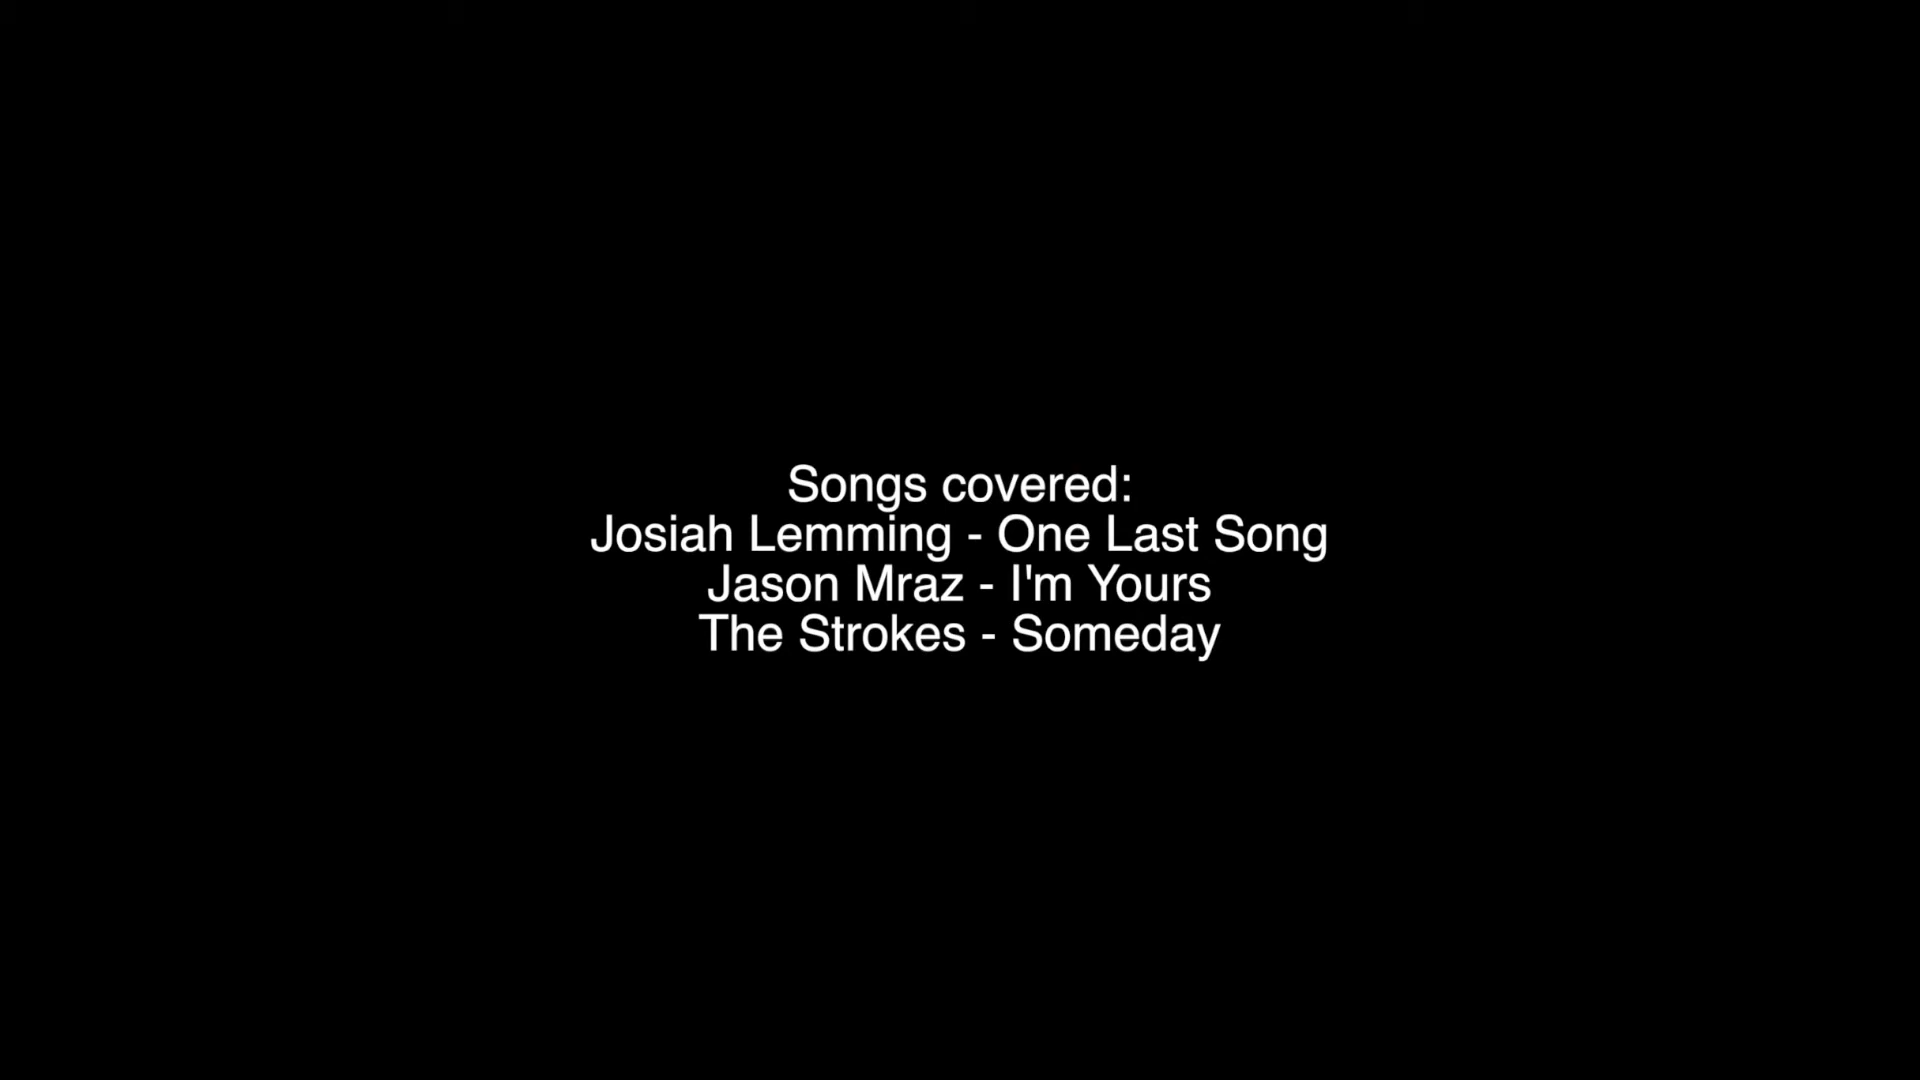 Songs covered:
Josiah Lemming - One Last Song
Jason Mraz - I'm Yours
The Strokes - Someday